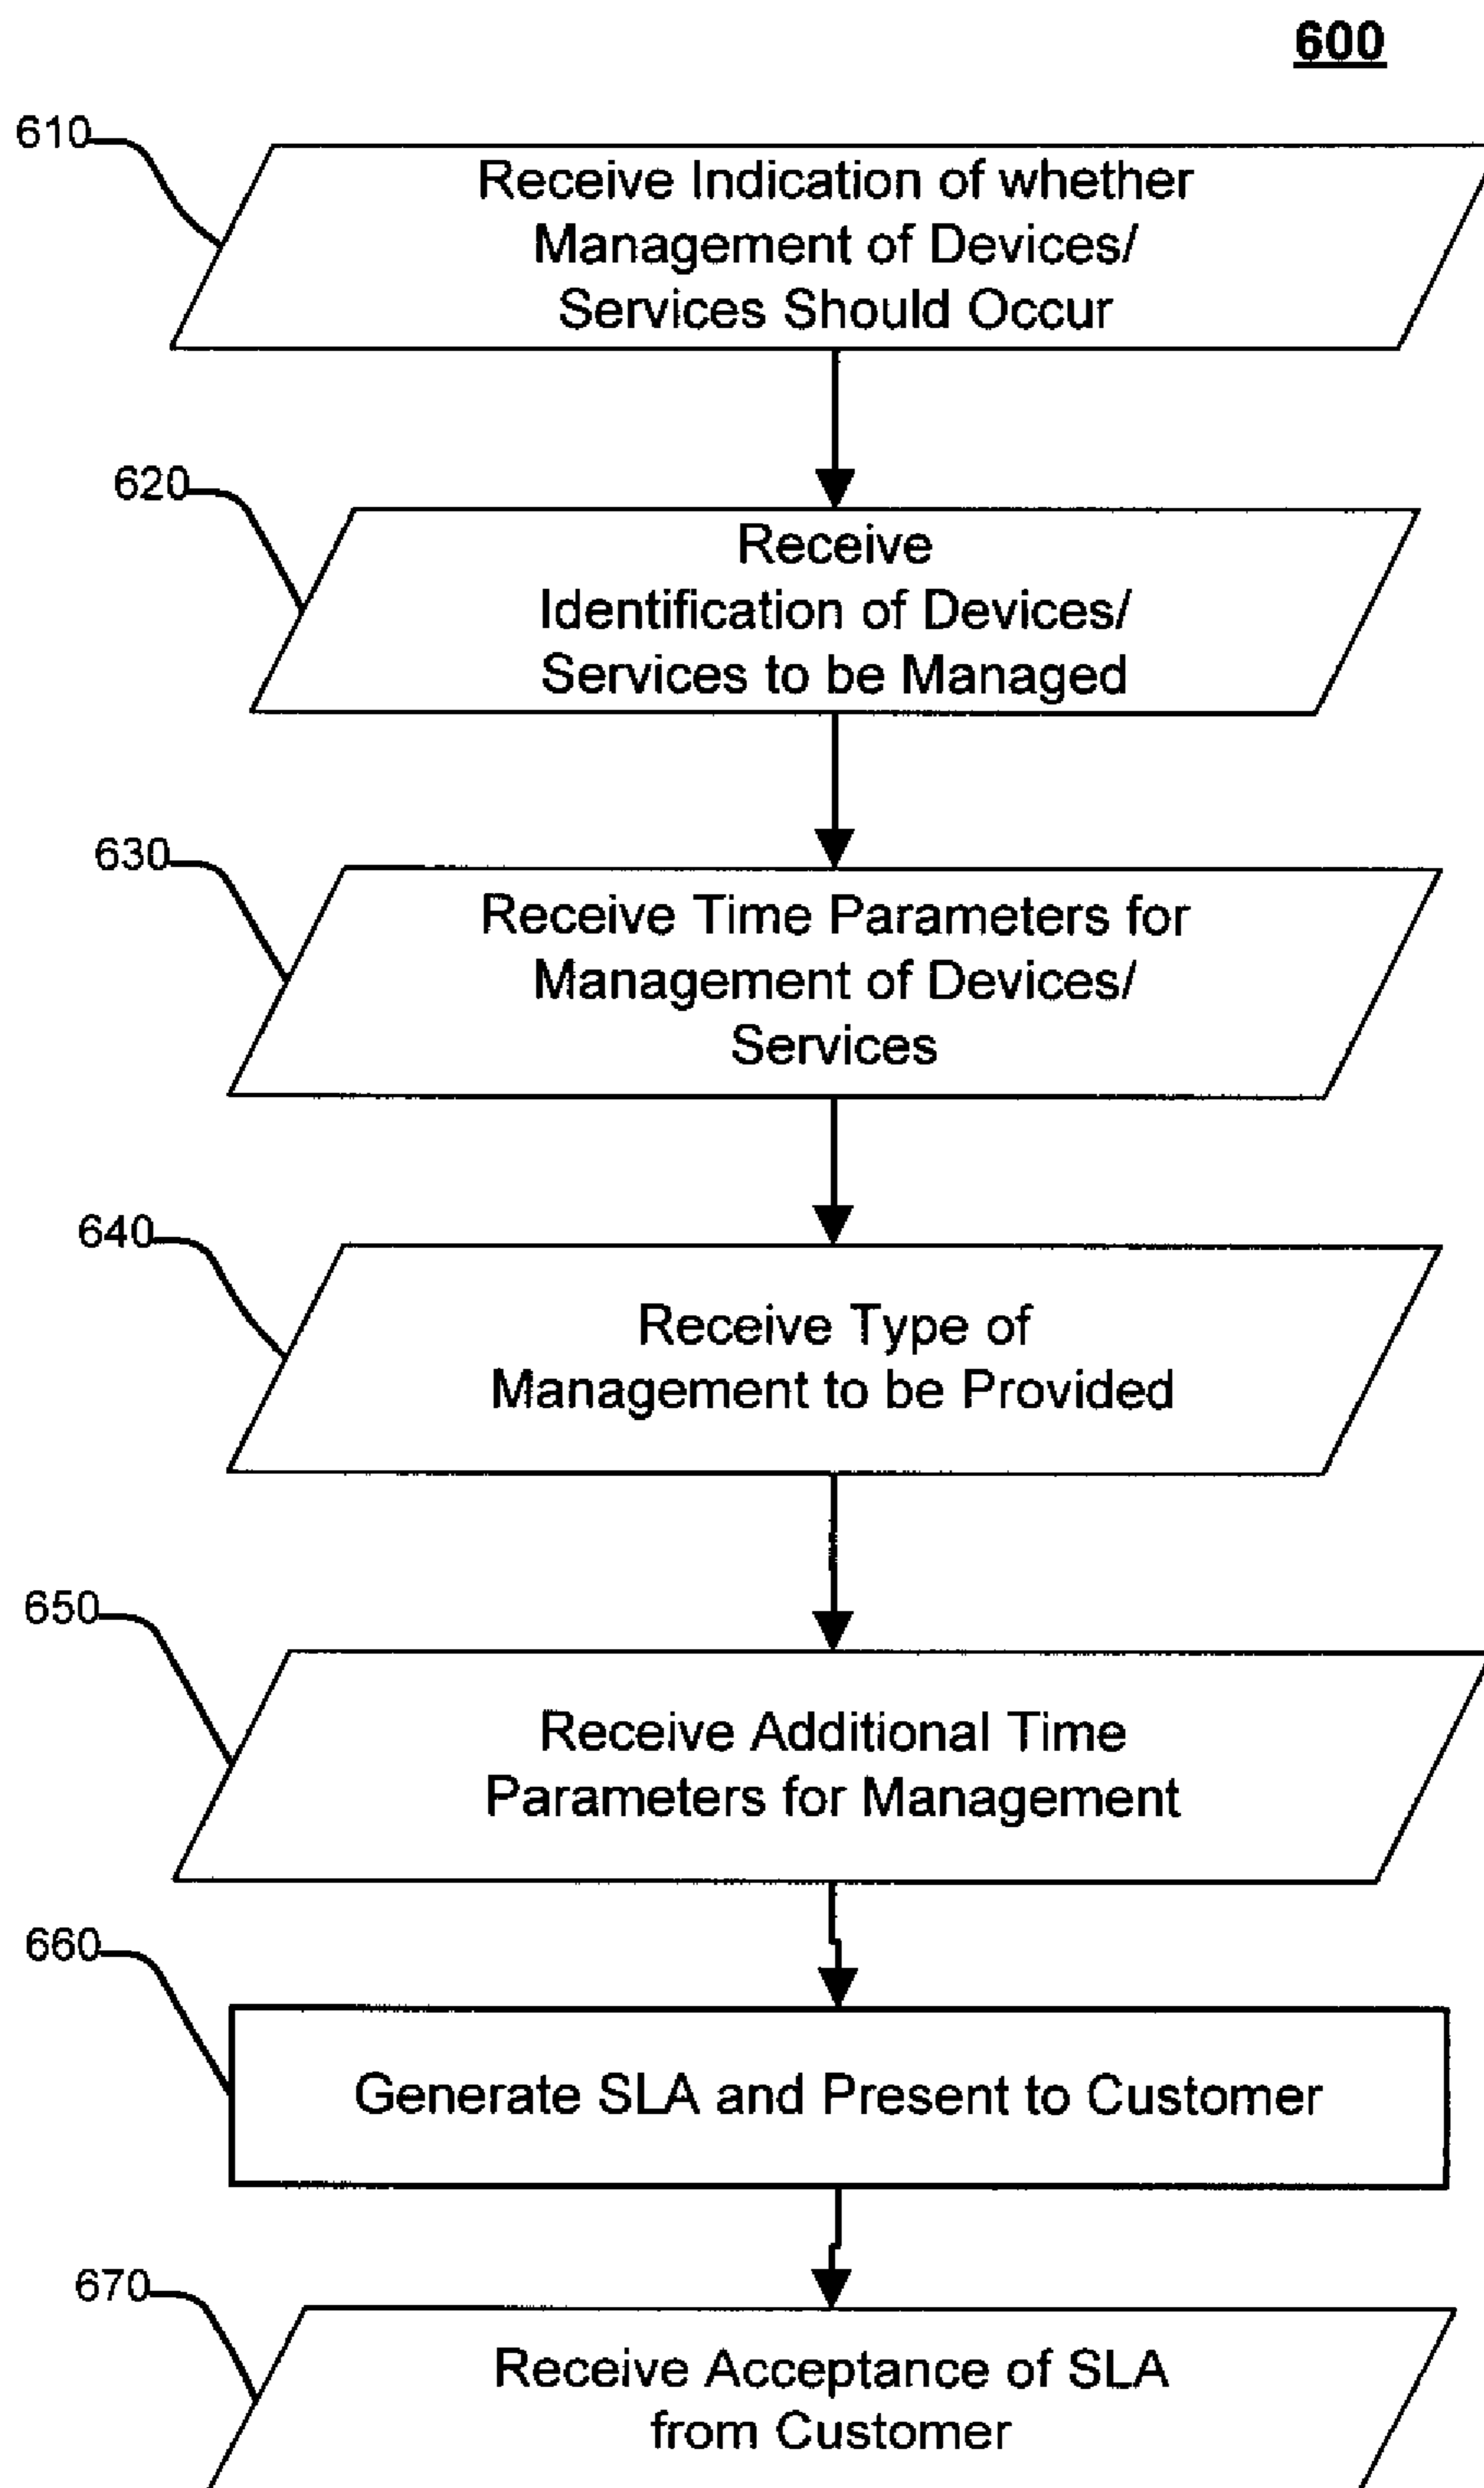 600
610
Receive Indication of whether
Management of Devices/
Services Should Occur
620
Receive
Identification of Devices/
Services to be Managed
630
Receive Time Parameters for
Management of Devices/
Services
640
Receive Type of
Management to be Provided
650
Receive Additional Time
Parameters for Management
660
Generate SLA and Present to Customer
670
Receive Acceptance of SLA
from Customer